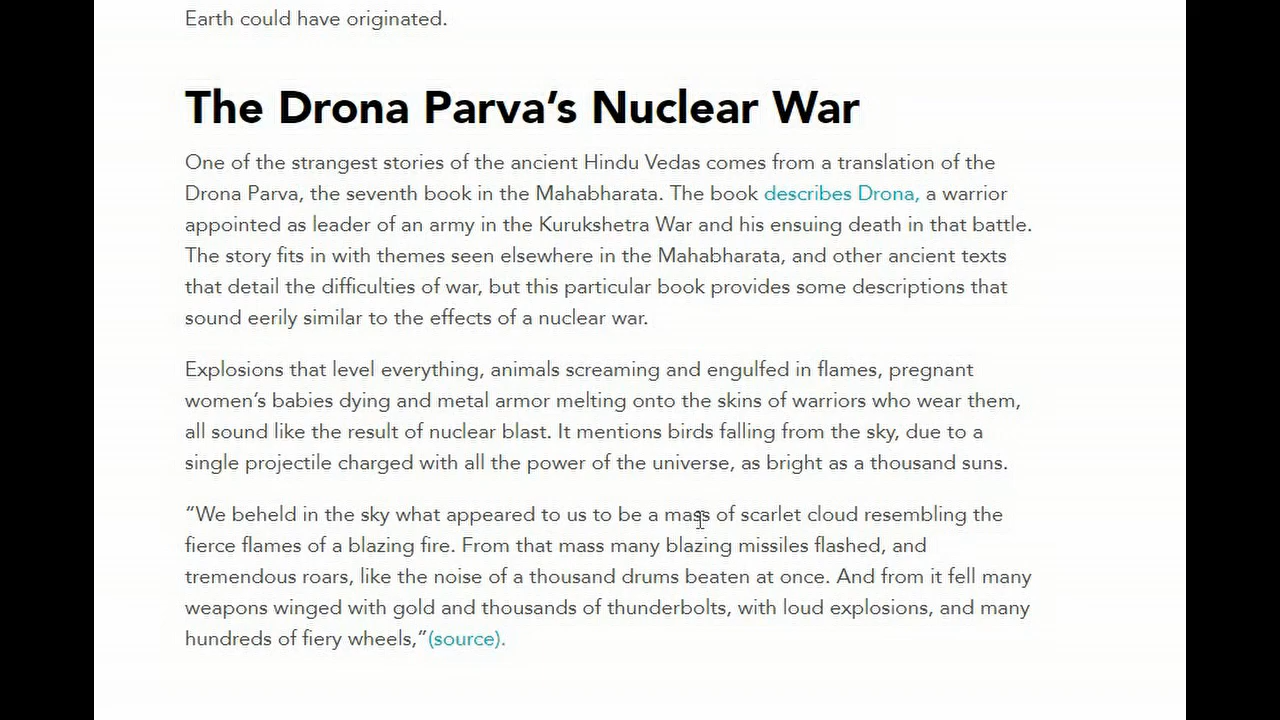 Earth could have originated.
The Drona Parva’s Nuclear War
One of the strangest stories of the ancient Hindu Vedas comes from a translation of the
Drona Parva, the seventh book in the Mahabharata. The book describes Drona, a warrior
appointed as leader of an army in the Kurukshetra War and his ensuing death in that battle.
The story fits in with themes seen elsewhere in the Mahabharata, and other ancient texts
that detail the difficulties of war, but this particular book provides some descriptions that
sound eerily similar to the effects of a nuclear war.
Explosions that level everything, animals screaming and engulfed in flames, pregnant
women’s babies dying and metal armor melting onto the skins of warriors who wear them,
all sound like the result of nuclear blast. It mentions birds falling from the sky, due to a
single projectile charged with all the power of the universe, as bright as a thousand suns.
“We beheld in the sky what appeared to us to be a mass of scarlet cloud resembling the
fierce flames of a blazing fire. From that mass many blazing missiles flashed, and
tremendous roars, like the noise of a thousand drums beaten at once. And from it fell many
weapons winged with gold and thousands of thunderbolts, with loud explosions, and many
hundreds of fiery wheels,”(source).